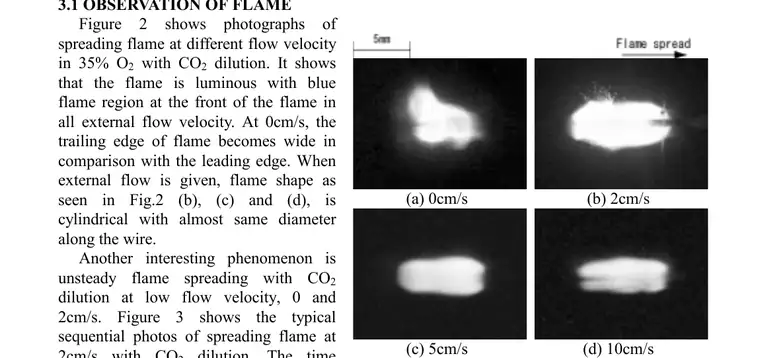 3.1 OBSERVATION OF FLAME
Figure 2 shows photographs of
spreading flame at different flow velocity
in 35% O₂ with CO₂ dilution. It shows
that the flame is luminous with blue
flame region at the front of the flame in
all external flow velocity. At 0cm/s, the
trailing edge of flame becomes wide in
comparison with the leading edge. When
external flow is given, flame shape as
seen in Fig.2 (b), (c) and (d), is
cylindrical with almost same diameter
along the wire.
Another interesting phenomenon is
unsteady flame spreading with CO₂
dilution at low flow velocity, 0 and
2cm/s. Figure 3 shows the typical
sequential photos of spreading flame at
2cm/s with CO₂ dilution. The time
5mm
Flame spread
(a) 0cm/s
(b) 2cm/s
(c) 5cm/s
(d) 10cm/s